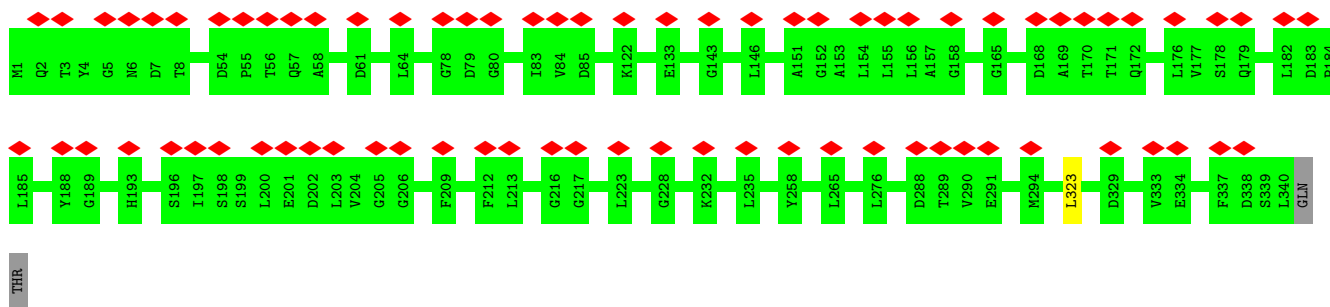 M1 Q2 T3 Y4 G5 N6 D7 T8 D54 P55 T56 Q57 A58 D61 L64 G78 D79 G80 I83 V84 D85 K122 E133 G143 L146 A151 G152 A153 L154 L155 L156 A157 G158 G165 D168 A169 T170 T171 Q172 L176 V177 S178 Q179 L182 D183 P184
L185 Y188 G189 H193 S196 I197 S198 S199 L200 E201 D202 L203 V204 G205 G206 F209 F212 L213 G216 G217 L223 G228 K232 L235 Y258 L265 L276 D288 T289 V290 E291 M294 L323 D329 V333 E334 F337 D338 S339 L340 GLN
THR